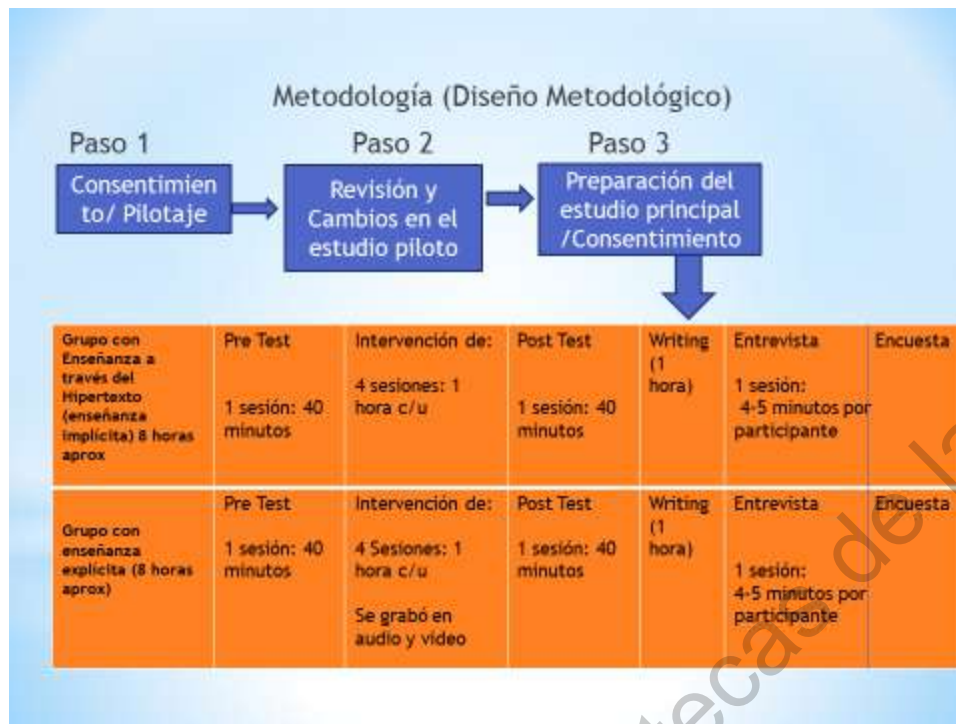 Metodología (Diseño Metodológico)
Paso 1
Paso 2
Paso 3
Consentimien
to/ Pilotaje
Revisión y
Cambios en el
estudio piloto
Preparación del
estudio principal
/Consentimiento
Grupo con
Enseñanza a
través del
Hipertexto
(enseñanza
implícita) 8 horas
aprox
Pre Test
1 sesión: 40
minutos
Intervención de:
4 sesiones: 1
hora c/u
Post Test
1 sesión: 40
minutos
Writing
(1
hora)
Entrevista
1 sesión:
4-5 minutos por
participante
Encuesta
Grupo con
enseñanza
explícita (8 horas
aprox)
Pre Test
1 sesión: 40
minutos
Intervención de:
4 Sesiones: 1
hora c/u
Se grabó en
audio y video
Post Test
1 sesión: 40
minutos
Writing
(1
hora)
Entrevista
1 sesión:
4-5 minutos por
participante
Encuesta
de la